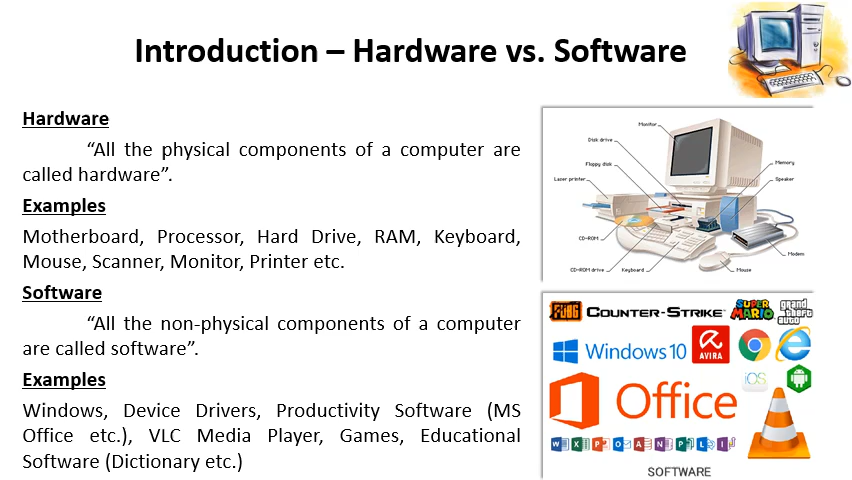 Introduction – Hardware vs. Software
Hardware
“All the physical components of a computer are
called hardware”.
Examples
Motherboard, Processor, Hard Drive, RAM, Keyboard,
Mouse, Scanner, Monitor, Printer etc.
Software
“All the non-physical components of a computer
are called software”.
Examples
Windows, Device Drivers, Productivity Software (MS
Office etc.), VLC Media Player, Games, Educational
Software (Dictionary etc.)
Monitor
Disk drive
Floppy disk
Laser printer
Memory
Speaker
CD-ROM
CD-ROM drive
Keyboard
Mouse
Modem
PUBG
COUNTER-STRIKE
SUPER
MARIO
grand
theft
auto
Windows 10
AVIRA
iOS
Office
SOFTWARE